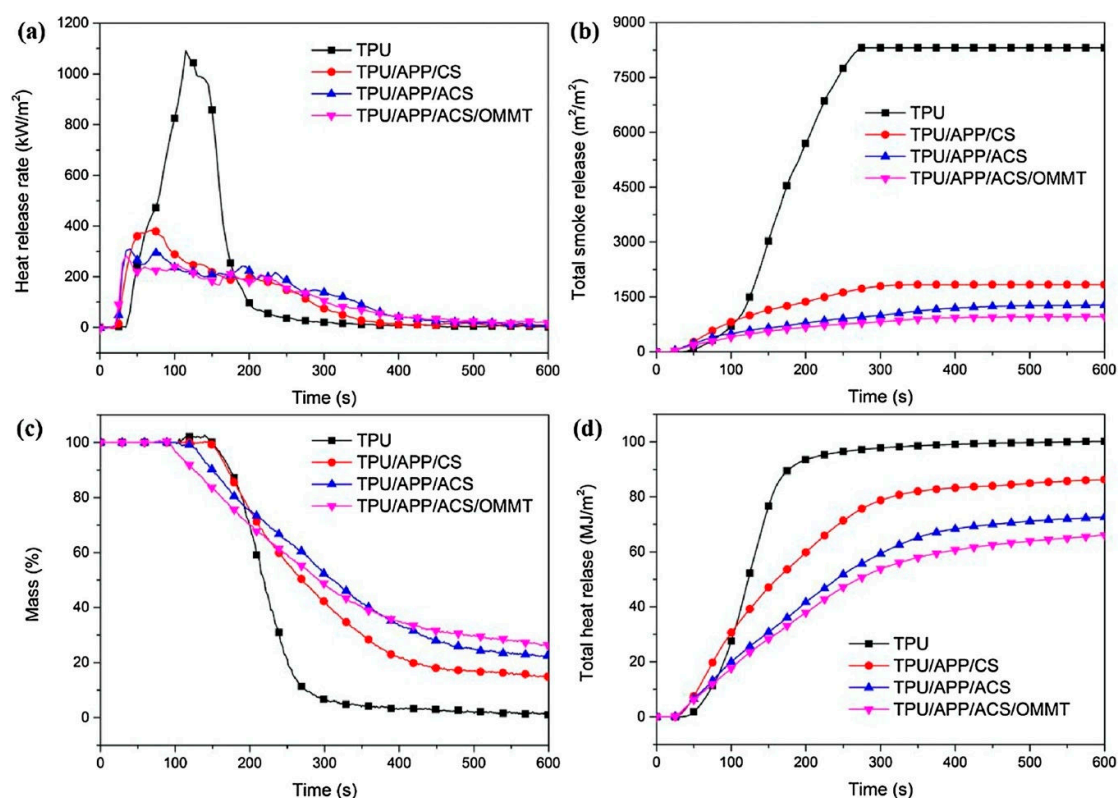 (a)
1200
1000
800
600
400
200
0
Heat release rate (kW/m²)
TPU
TPU/APP/CS
TPU/APP/ACS
TPU/APP/ACS/OMMT
0 100 200 300 400 500 600
Time (s)
(b)
9000
7500
6000
4500
3000
1500
0
Total smoke release (m²/m²)
TPU
TPU/APP/CS
TPU/APP/ACS
TPU/APP/ACS/OMMT
0 100 200 300 400 500 600
Time (s)
(c)
100
80
60
40
20
0
Mass (%)
TPU
TPU/APP/CS
TPU/APP/ACS
TPU/APP/ACS/OMMT
0 100 200 300 400 500 600
Time (s)
(d)
120
100
80
60
40
20
0
Total heat relase (MJ/m²)
TPU
TPU/APP/CS
TPU/APP/ACS
TPU/APP/ACS/OMMT
0 100 200 300 400 500 600
Time (s)